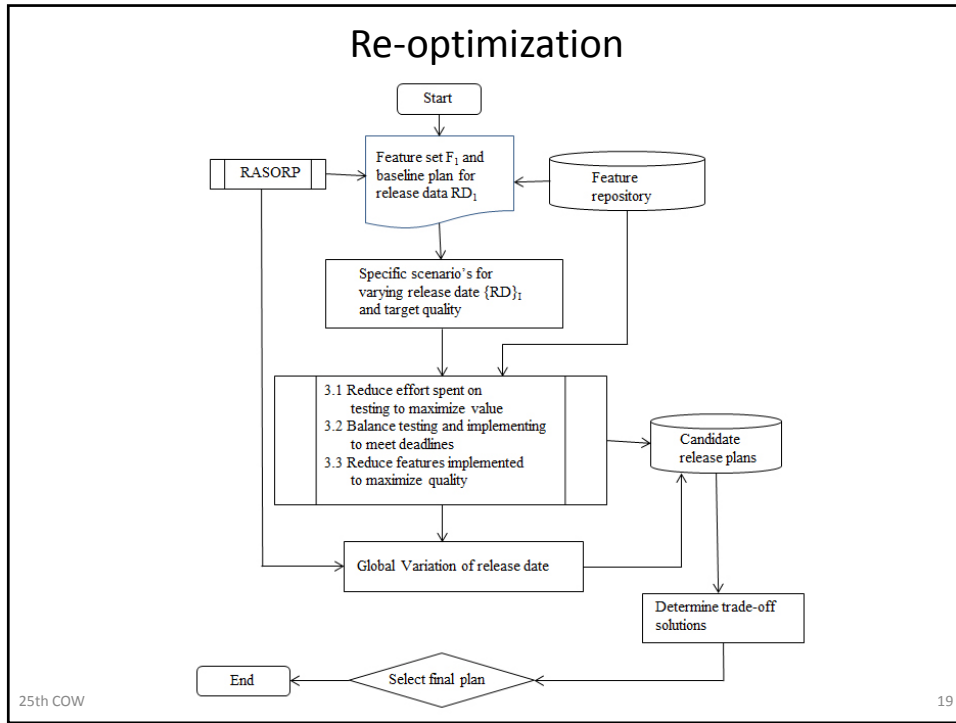 Re-optimization
Start
RASORP
Feature set F₁ and
baseline plan for
release data RD₁
Feature
repository
Specific scenario's for
varying release date {RD}ɪ
and target quality
3.1 Reduce effort spent on
testing to maximize value
3.2 Balance testing and implementing
to meet deadlines
3.3 Reduce features implemented
to maximize quality
Candidate
release plans
Global Variation of release date
Determine trade-off
solutions
Select final plan
End
25th COW
19